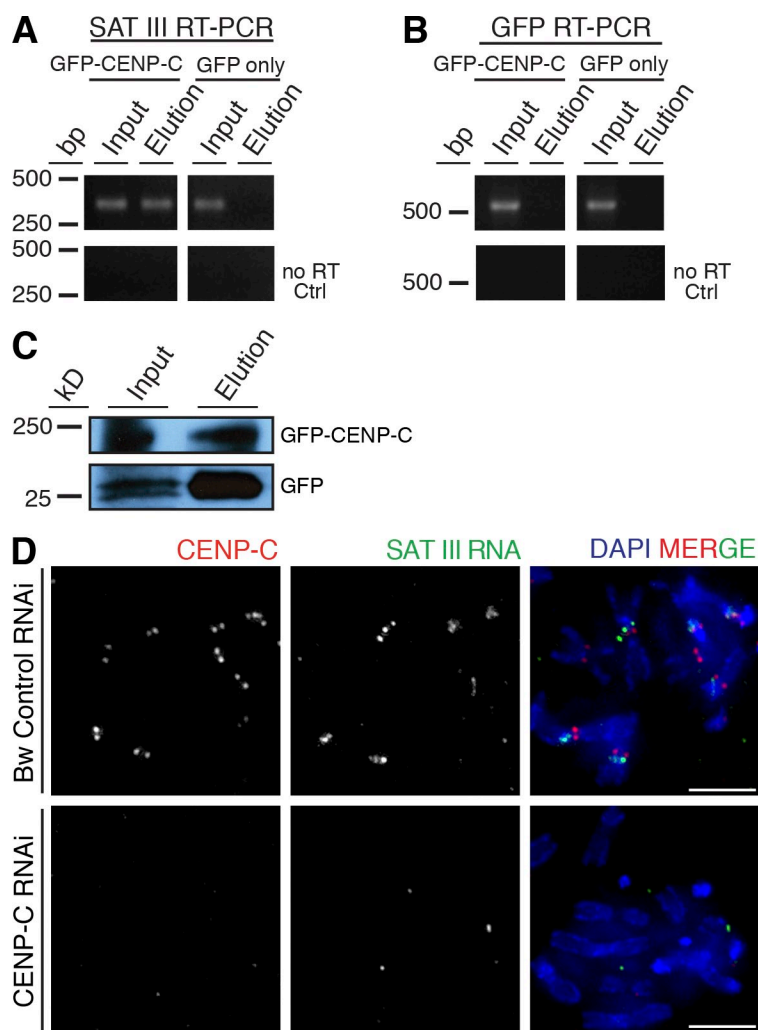 A
SAT III RT-PCR
GFP-CENP-C GFP only
bp Input Elution Input Elution
500
250
500
250
no RT
Ctrl
B
GFP RT-PCR
GFP-CENP-C GFP only
bp Input Elution Input Elution
500
500
no RT
Ctrl
C
kD Input Elution
250
GFP-CENP-C
25
GFP
D
CENP-C SAT III RNA DAPI MERGE
Bw Control RNAi
CENP-C RNAi